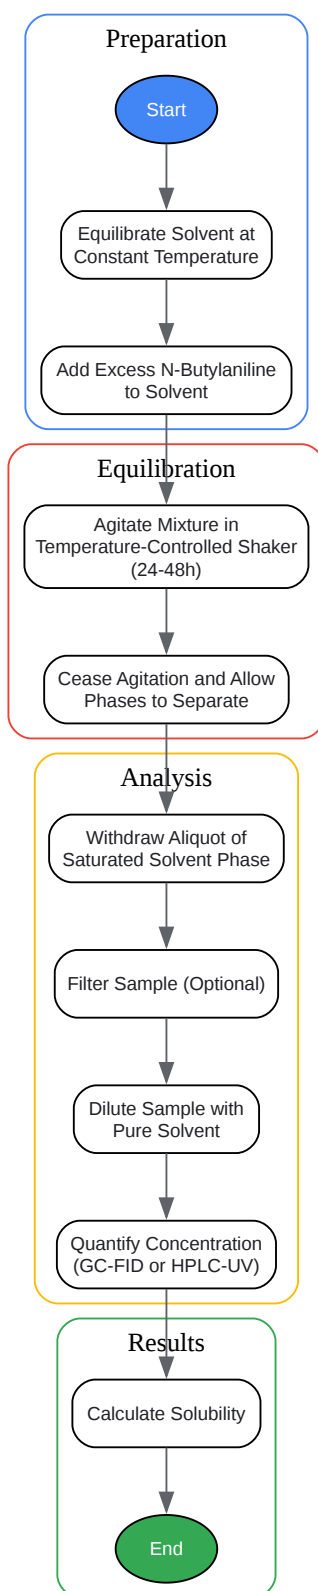 Preparation
Start
Equilibrate Solvent at
Constant Temperature
Add Excess N-Butylaniline
to Solvent
Equilibration
Agitate Mixture in
Temperature-Controlled Shaker
(24-48h)
Cease Agitation and Allow
Phases to Separate
Analysis
Withdraw Aliquot of
Saturated Solvent Phase
Filter Sample (Optional)
Dilute Sample with
Pure Solvent
Quantify Concentration
(GC-FID or HPLC-UV)
Results
Calculate Solubility
End